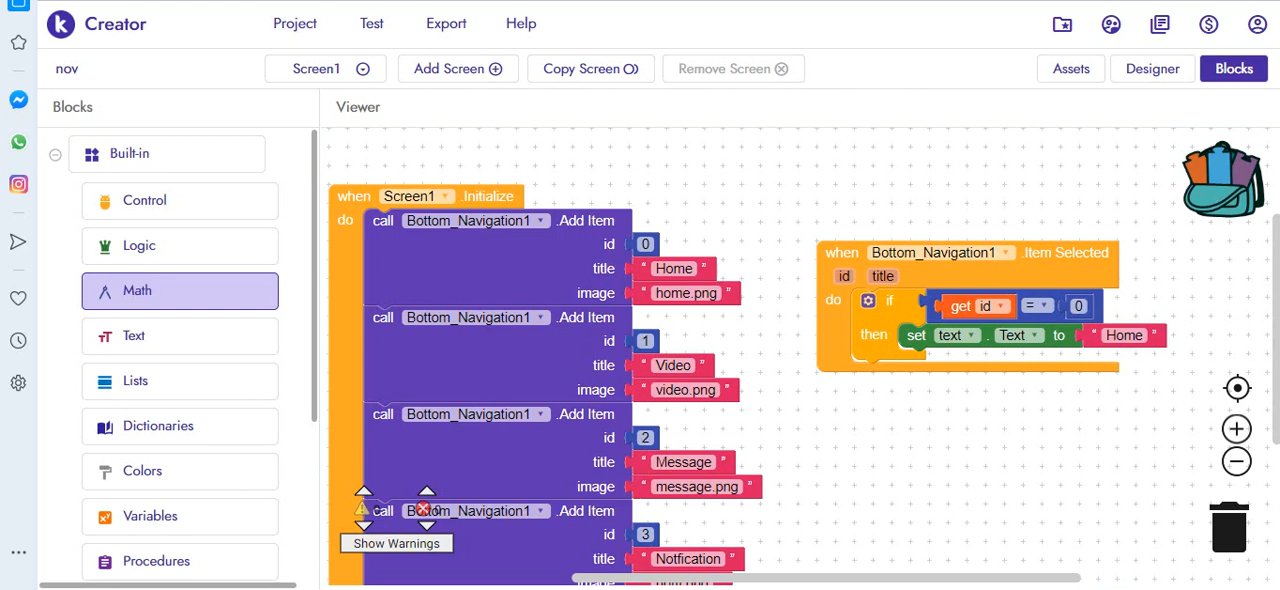 Creator
Project Test Export Help
nov
Screen1
Add Screen
Copy Screen
Remove Screen
Assets
Designer
Blocks
Blocks
Viewer
Built-in
Control
Logic
Math
Text
Lists
Dictionaries
Colors
Variables
Procedures
when Screen1 .Initialize
do call Bottom_Navigation1 .Add Item
id 0
title " Home "
image " home.png "
call Bottom_Navigation1 .Add Item
id 1
title " Video "
image " video.png "
call Bottom_Navigation1 .Add Item
id 2
title " Message "
image " message.png "
call Bottom_Navigation1 .Add Item
id 3
title " Notfication "
image
Show Warnings
when Bottom_Navigation1 .Item Selected
id title
do if get id = 0
then set text . Text to " Home "